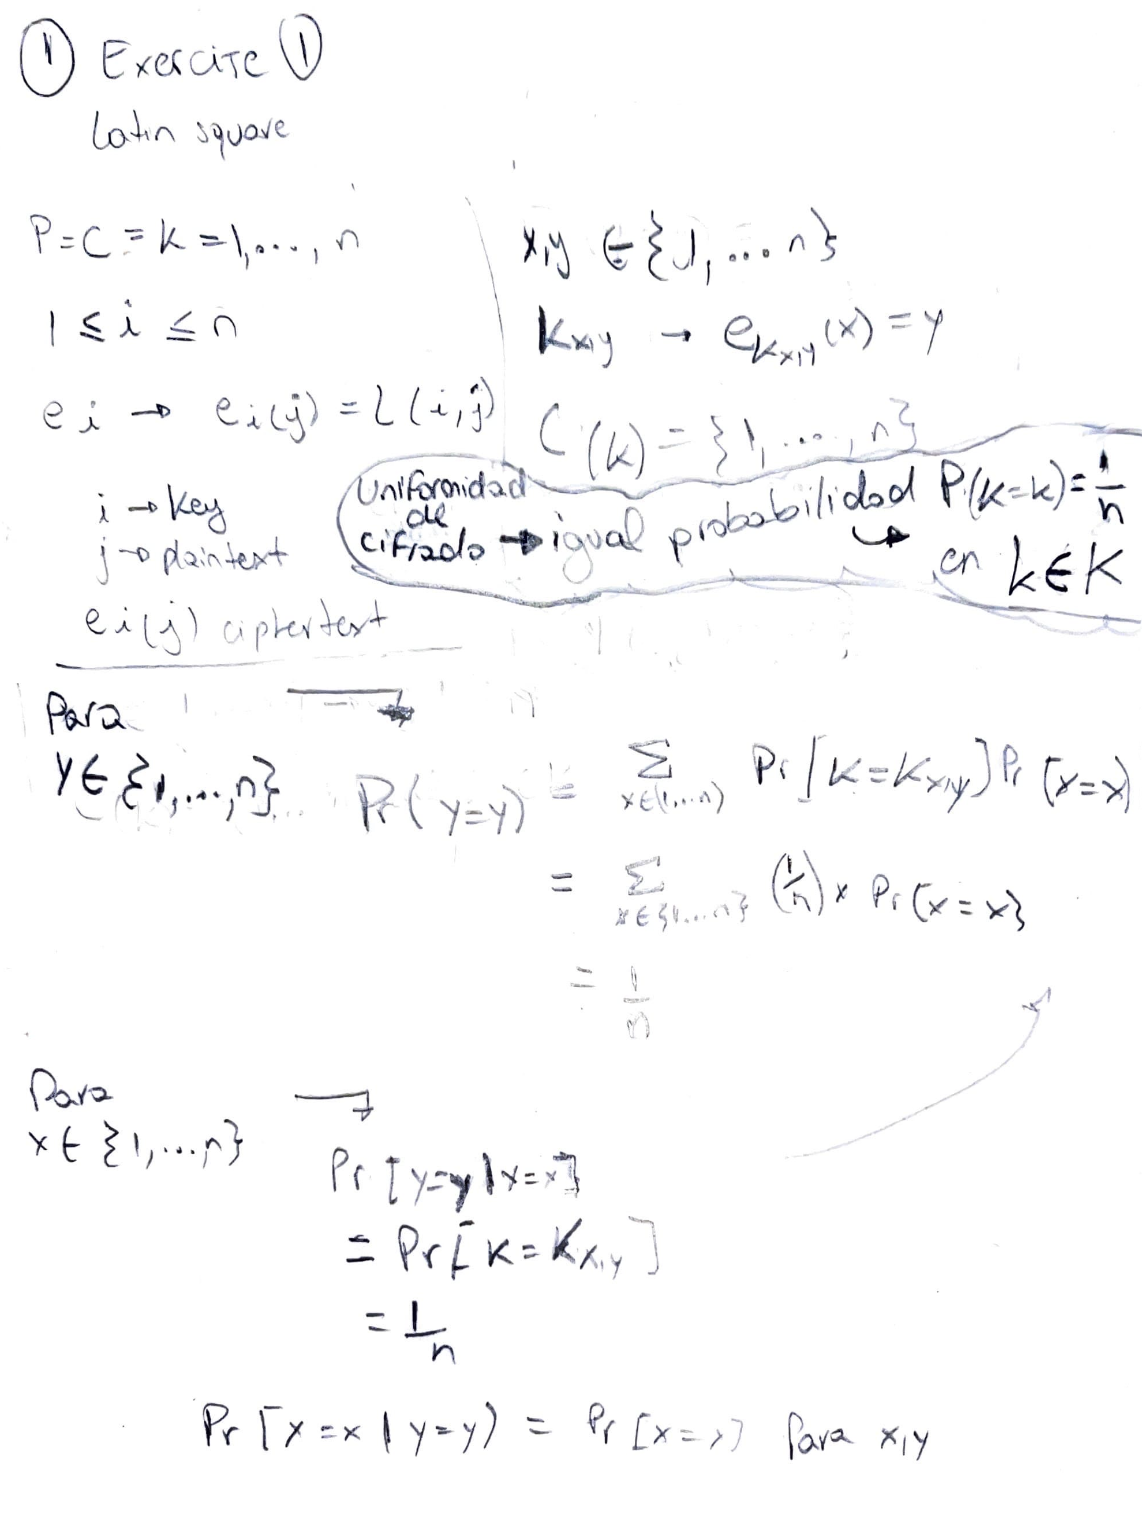 ① Exercite ①
Latin square
P=C=K=1,...,n
1 ≤ i ≤ n
ei → ei(j) = L(i,j)
i → key
j → plaintext
ei(j) ciphertext
x,y ∈ {1, ... n}
Kx,y → eKx,y(x) = y
C(k) = {1, ..., n}
Uniformidad de cifrado → igual probabilidad P(K=k) = 1/n
en k ∈ K
Para
y ∈ {1,...,n} Pr(y=y) = Σ x∈(1,...n) Pr[K=Kx,y] Pr[x=x)
= Σ x∈{1,...n} (1/n) x Pr[x=x}
= 1/n
Para
x ∈ {1,...n}
Pr[y=y|x=x]
= Pr[K=Kx,y]
= 1/n
Pr[x=x|y=y) = Pr[x=x] Para x,y